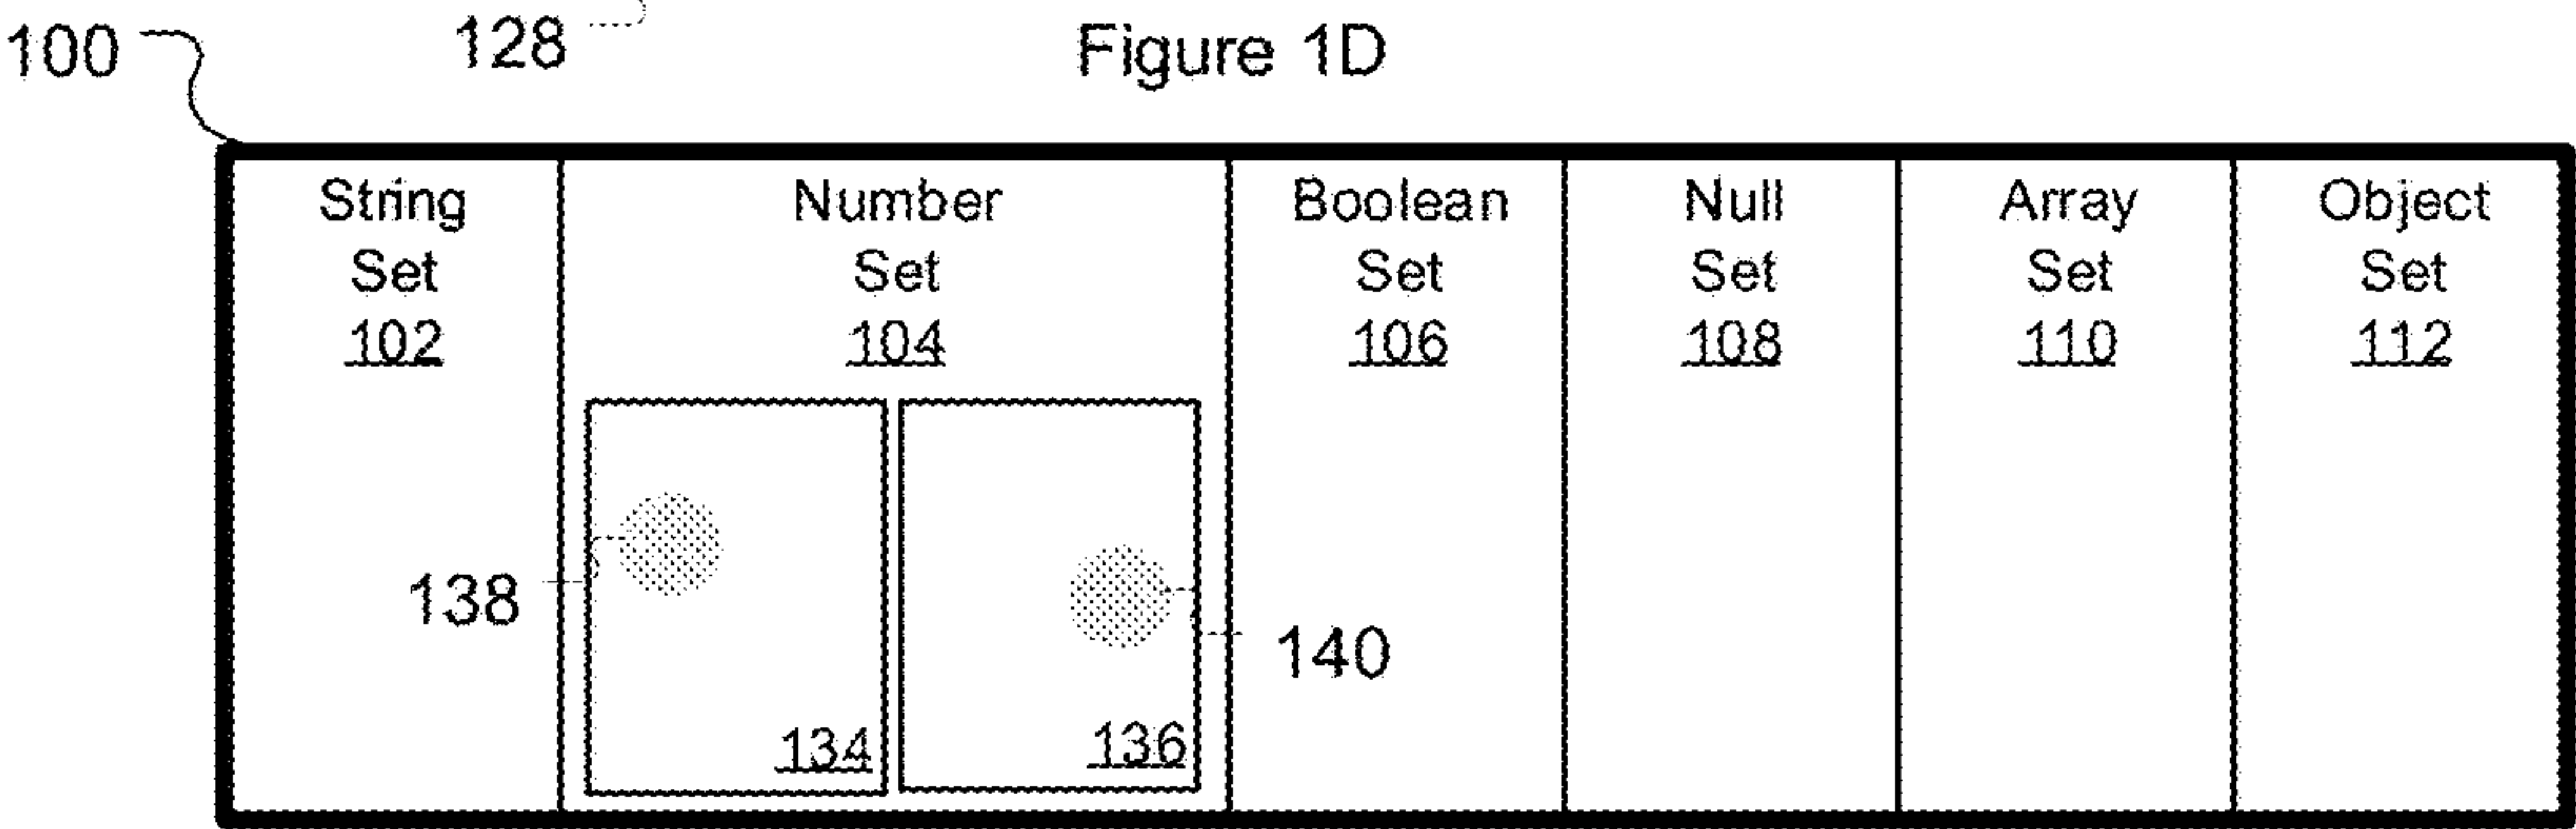 100
128
Figure 1D
String
Set
102
Number
Set
104
Boolean
Set
106
Null
Set
108
Array
Set
110
Object
Set
112
138
140
134
136